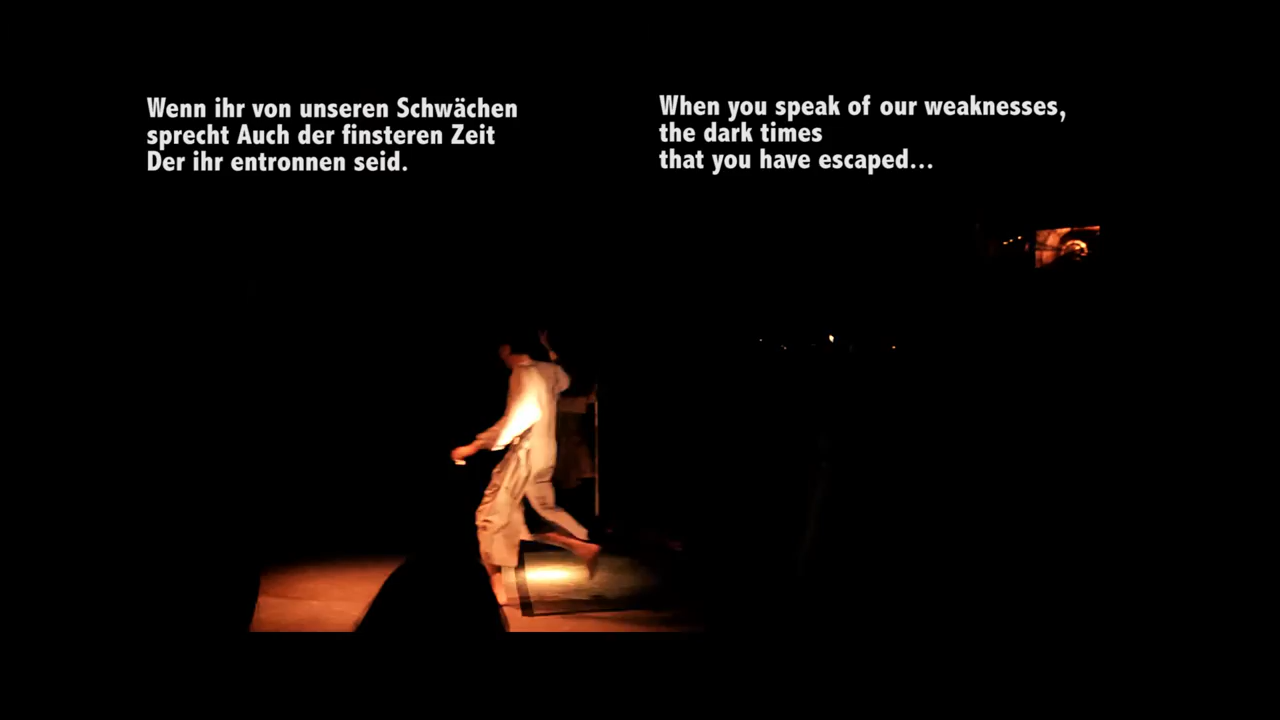 Wenn ihr von unseren Schwächen
sprecht Auch der finsteren Zeit
Der ihr entronnen seid.
When you speak of our weaknesses,
the dark times
that you have escaped...